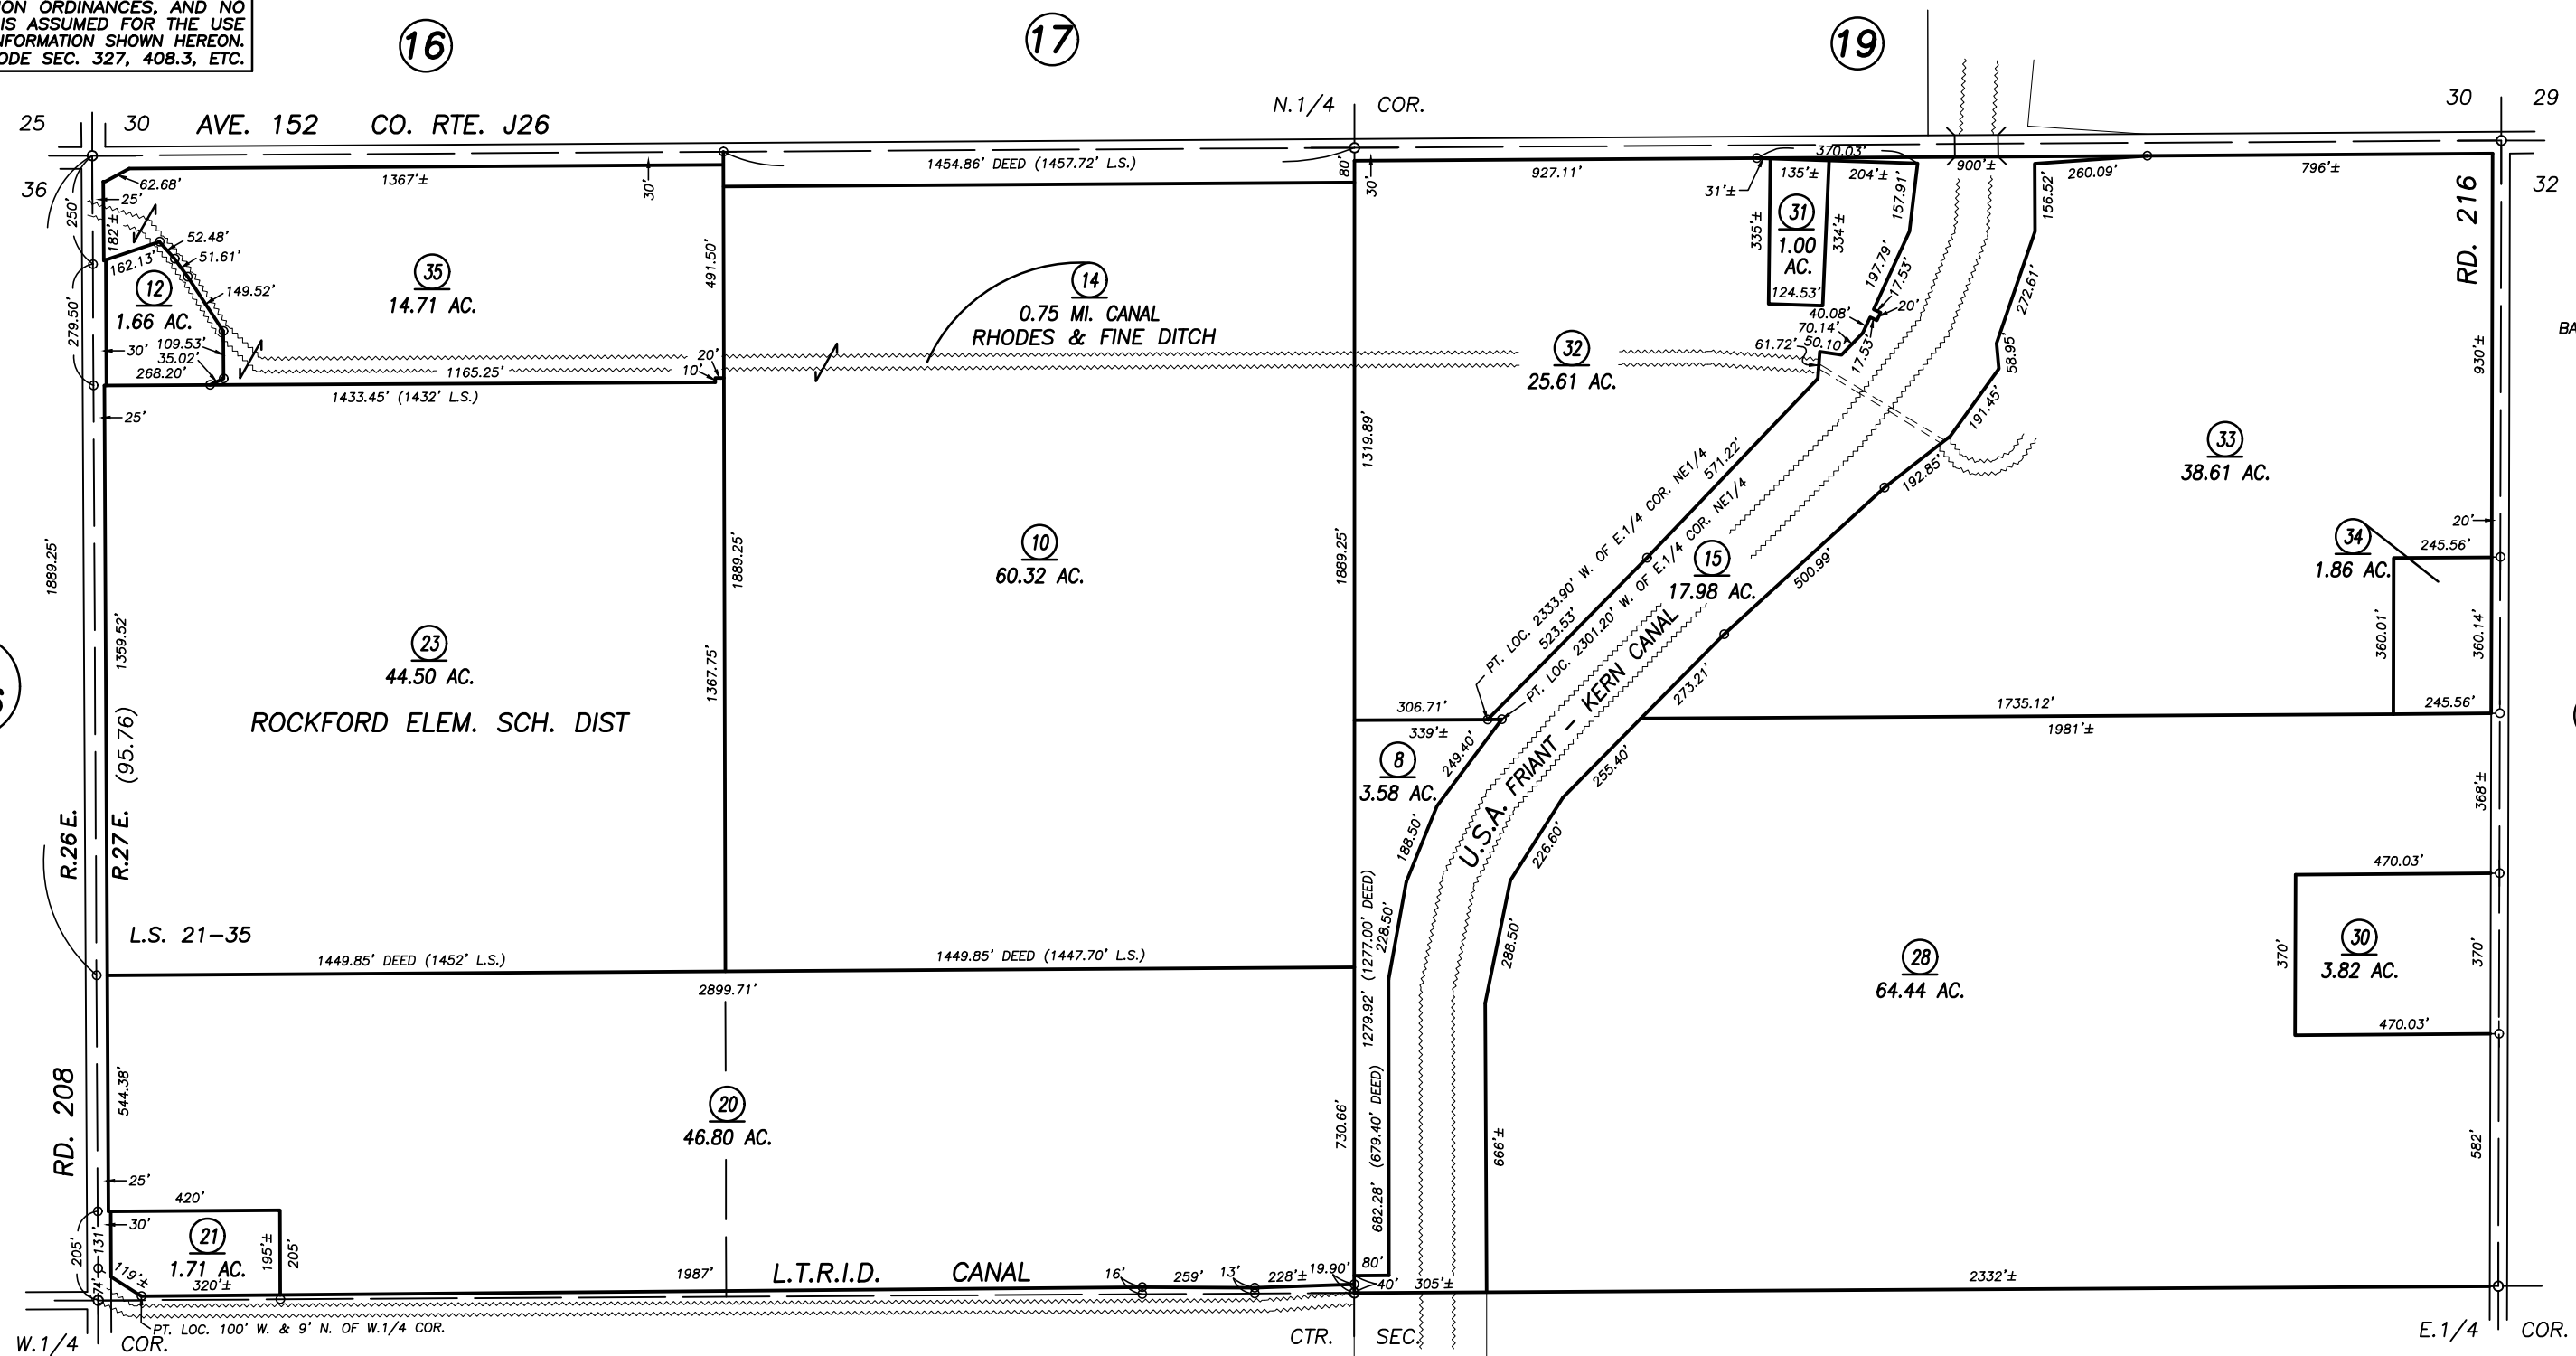 ION ORDINANCES, AND NO
IS ASSUMED FOR THE USE
NFORMATION SHOWN HEREON.
ODE SEC. 327, 408.3, ETC.
16
17
19
N.1/4 COR.
25 30 AVE. 152 CO. RTE. J26
30 29
36
32
62.68'
25'
250'
182'±
1367'±
30'
1454.86' DEED (1457.72' L.S.)
80'
30'
927.11'
370.03'
31'±
135'±
204'±
900'±
260.09'
796'±
RD. 216
157.91'
156.52'
52.48'
51.61'
162.13'
149.52'
12
1.66 AC.
279.50'
30'
109.53'
35.02'
268.20'
35
14.71 AC.
491.50'
14
0.75 MI. CANAL
RHODES & FINE DITCH
335'±
31
1.00
AC.
334'±
124.53'
197.79'
17.53'
20'
40.08'
70.14'
61.72'
50.10'
17.53'
272.61'
58.95'
191.45'
192.85'
930'±
BA
20'
10'
1165.25'
1433.45' (1432' L.S.)
25'
32
25.61 AC.
1319.89'
33
38.61 AC.
571.22'
PT. LOC. 2333.90' W. OF E.1/4 COR. NE1/4
523.53'
PT. LOC. 2301.20' W. OF E.1/4 COR. NE1/4
15
17.98 AC.
500.99'
273.21'
20'
34
1.86 AC.
245.56'
360.01'
360.14'
245.56'
1889.25'
1359.52'
1889.25'
1367.75'
1889.25'
10
60.32 AC.
23
44.50 AC.
ROCKFORD ELEM. SCH. DIST
(95.76)
R.26 E.
R.27 E.
306.71'
339'±
1735.12'
1981'±
8
3.58 AC.
249.40'
188.50'
228.50'
U.S.A. FRIANT - KERN CANAL
255.40'
226.60'
288.50'
368'±
470.03'
370'
30
3.82 AC.
370'
470.03'
28
64.44 AC.
L.S. 21-35
1449.85' DEED (1452' L.S.)
1449.85' DEED (1447.70' L.S.)
2899.71'
1279.92' (1277.00' DEED)
682.28' (679.40' DEED)
730.66'
666'±
582'
RD. 208
544.38'
20
46.80 AC.
25'
420'
30'
205'
131'
74'
119'±
21
1.71 AC.
320'±
195'±
205'
1987'
L.T.R.I.D. CANAL
16'
259'
13'
228'±
19.90'
80'
40'
305'±
2332'±
PT. LOC. 100' W. & 9' N. OF W.1/4 COR.
W.1/4 COR.
CTR. SEC.
E.1/4 COR.